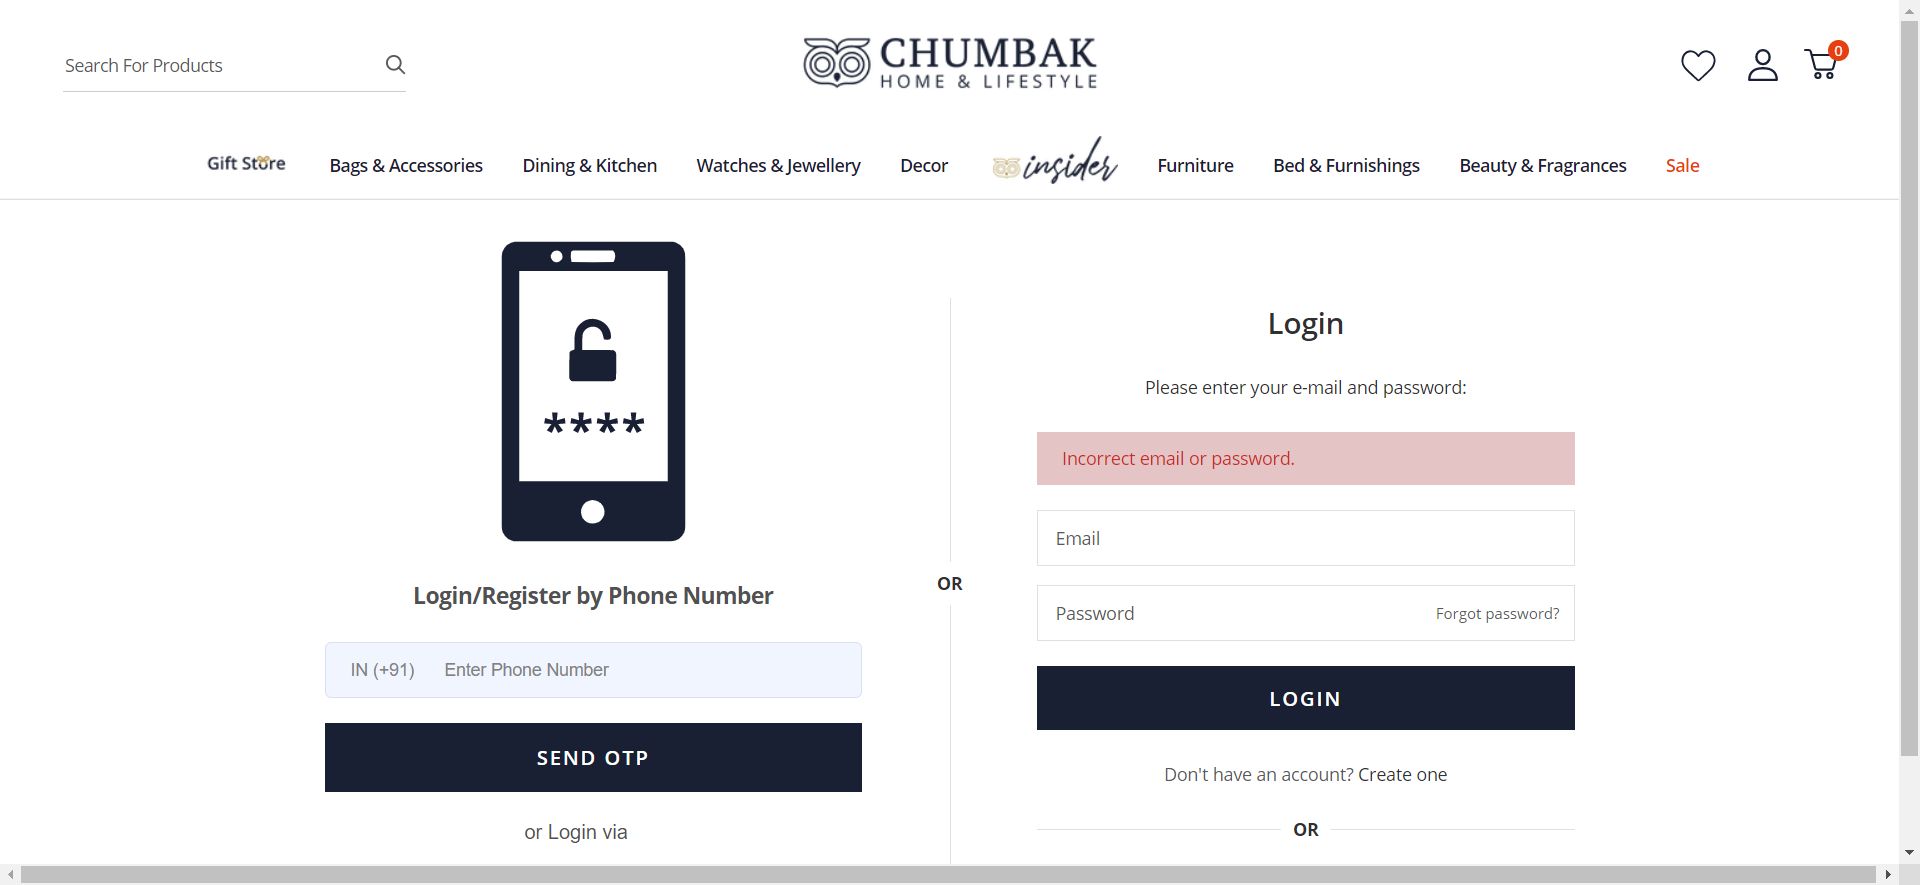 Search For Products
CHUMBAK
HOME & LIFESTYLE
0
Gift Store
Bags & Accessories
Dining & Kitchen
Watches & Jewellery
Decor
insider
Furniture
Bed & Furnishings
Beauty & Fragrances
Sale
****
Login/Register by Phone Number
IN (+91)
Enter Phone Number
SEND OTP
or Login via
OR
Login
Please enter your e-mail and password:
Incorrect email or password.
Email
Password
Forgot password?
LOGIN
Don't have an account? Create one
OR